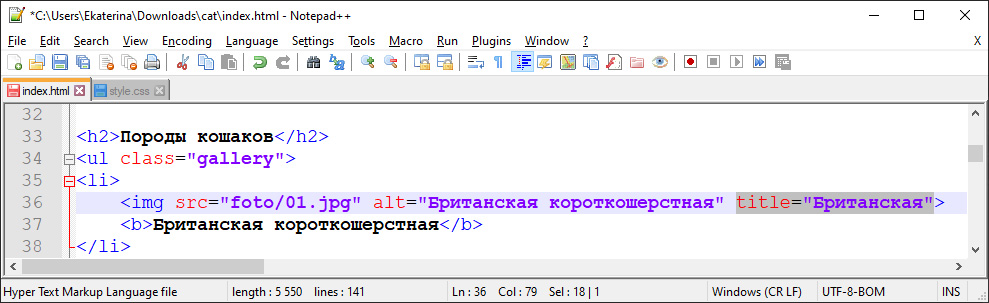 *C:\Users\Ekaterina\Downloads\cat\index.html - Notepad++
File Edit Search View Encoding Language Settings Tools Macro Run Plugins Window ? X
index.html style.css
32
33 <h2>Породы кошаков</h2>
34 <ul class="gallery">
35 <li>
36 <img src="foto/01.jpg" alt="Британская короткошерстная" title="Британская">
37 <b>Британская короткошерстная</b>
38 </li>
Hyper Text Markup Language file length : 5 550 lines : 141 Ln : 36 Col : 79 Sel : 18 | 1 Windows (CR LF) UTF-8-BOM INS